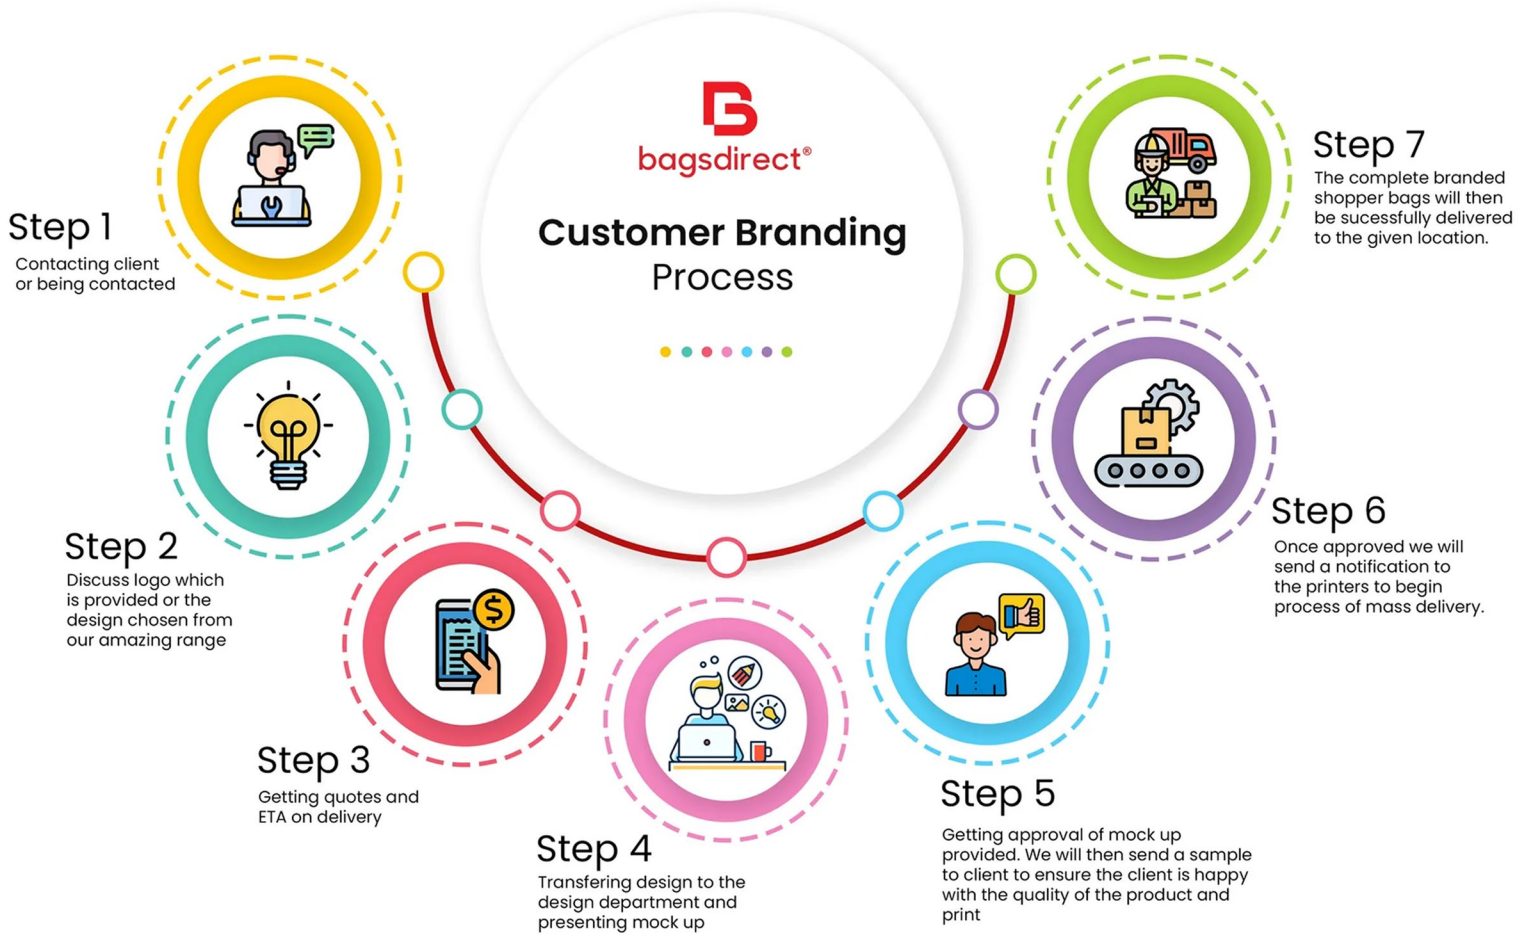 bagsdirect®
Customer Branding
Process
Step 1
Contacting client
or being contacted
Step 2
Discuss logo which
is provided or the
design chosen from
our amazing range
Step 3
Getting quotes and
ETA on delivery
Step 4
Transfering design to the
design department and
presenting mock up
Step 5
Getting approval of mock up
provided. We will then send a sample
to client to ensure the client is happy
with the quality of the product and
print
Step 6
Once approved we will
send a notification to
the printers to begin
process of mass delivery.
Step 7
The complete branded
shopper bags will then
be sucessfully delivered
to the given location.